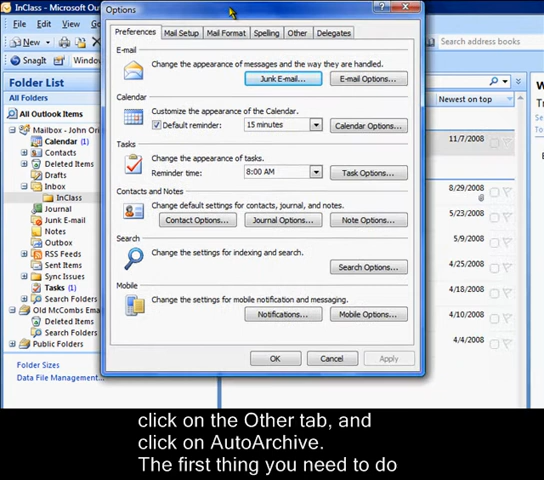 InClass - Microsoft Ou
Options
File Edit View G
New
Search address books
SnagIt Window
Folder List
All Folders
All Outlook Items
Mailbox - John On
Calendar (1)
Contacts
Deleted Items
Drafts
Inbox
InClass
Journal
Junk E-mail
Notes
Outbox
RSS Feeds
Sent Items
Sync Issues
Tasks (1)
Search Folders
Old McCombs Ema
Deleted Items
Search Folders
Public Folders
Folder Sizes
Data File Management...
Preferences Mail Setup Mail Format Spelling Other Delegates
E-mail
Change the appearance of messages and the way they are handled.
Junk E-mail... E-mail Options...
Calendar
Customize the appearance of the Calendar.
Default reminder: 15 minutes Calendar Options...
Tasks
Change the appearance of tasks.
Reminder time: 8:00 AM Task Options...
Contacts and Notes
Change default settings for contacts, journal, and notes.
Contact Options... Journal Options... Note Options...
Search
Change the settings for indexing and search.
Search Options...
Mobile
Change the settings for mobile notification and messaging.
Notifications... Mobile Options...
OK Cancel Apply
Newest on top
11/7/2008
8/29/2008
5/23/2008
5/9/2008
4/25/2008
4/18/2008
4/10/2008
4/4/2008
click on the Other tab, and
click on AutoArchive.
The first thing you need to do